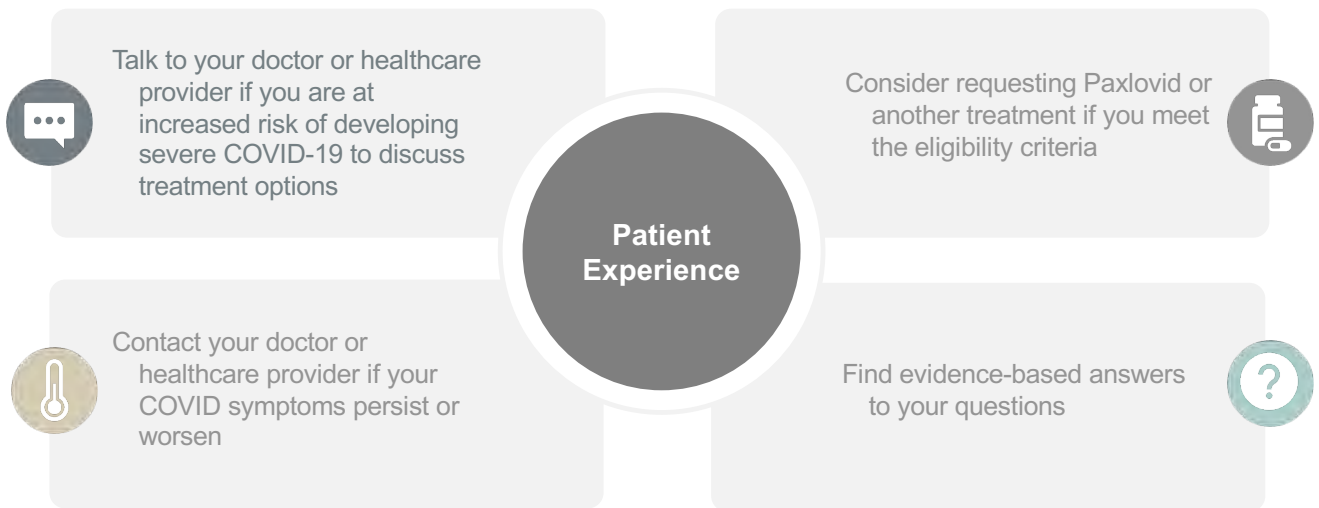 Talk to your doctor or healthcare
provider if you are at
increased risk of developing
severe COVID-19 to discuss
treatment options
Consider requesting Paxlovid or
another treatment if you meet
the eligibility criteria
Patient
Experience
Contact your doctor or
healthcare provider if your
COVID symptoms persist or
worsen
Find evidence-based answers
to your questions
?